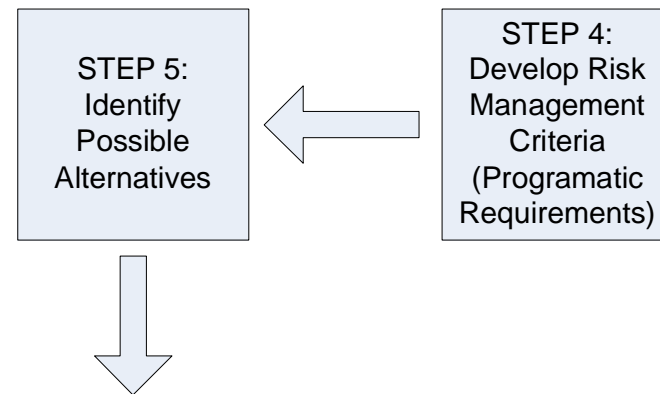 STEP 5:
Identify
Possible
Alternatives
STEP 4:
Develop Risk
Management
Criteria
(Programatic
Requirements)